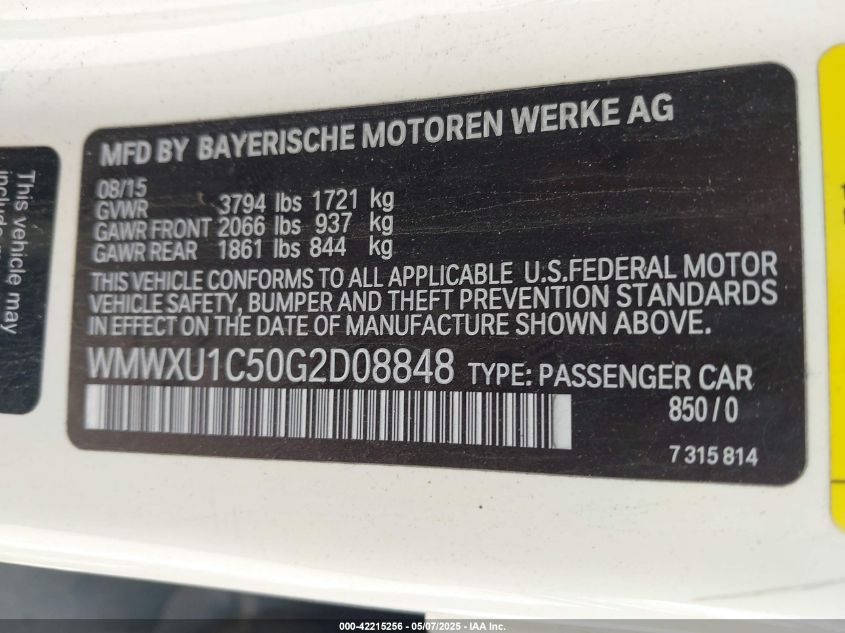 MFD BY BAYERISCHE MOTOREN WERKE AG
08/15
GVWR 3794 lbs 1721 kg
GAWR FRONT 2066 lbs 937 kg
GAWR REAR 1861 lbs 844 kg
THIS VEHICLE CONFORMS TO ALL APPLICABLE U.S.FEDERAL MOTOR
VEHICLE SAFETY, BUMPER AND THEFT PREVENTION STANDARDS
IN EFFECT ON THE DATE OF MANUFACTURE SHOWN ABOVE.
WMWXU1C50G2D08848 TYPE: PASSENGER CAR
850/0
7 315 814
This vehicle may
000-42215256 - 05/07/2025 - IAA Inc.